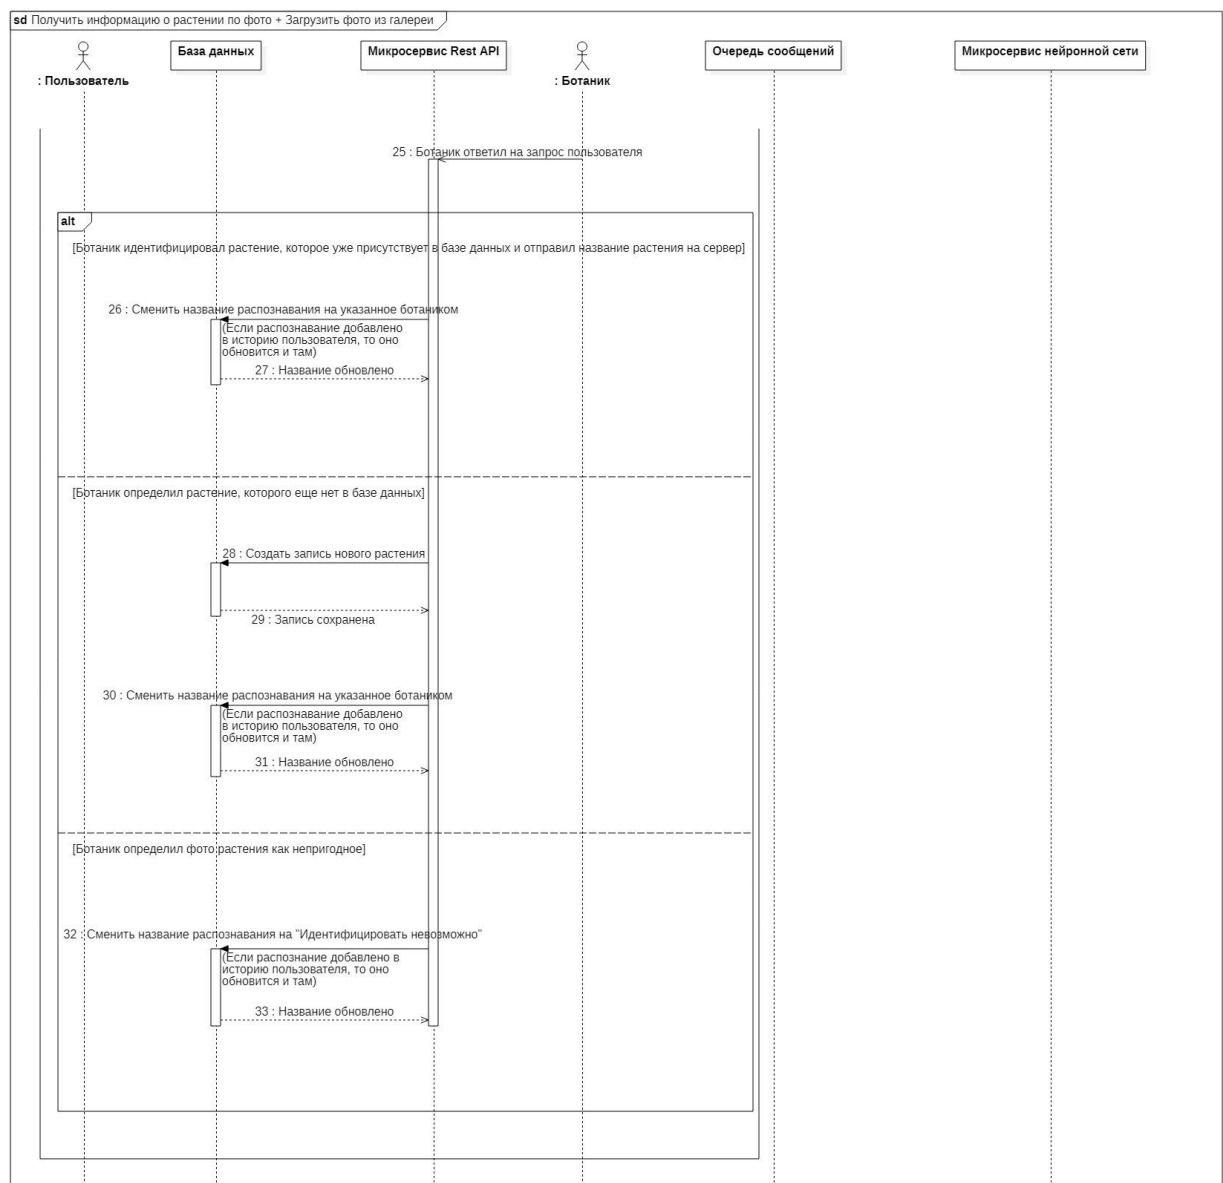 sd Получить информацию о растении по фото + Загрузить фото из галереи
: Пользователь
База данных
Микросервис Rest API
: Ботаник
Очередь сообщений
Микросервис нейронной сети
25 : Ботаник ответил на запрос пользователя
alt
[Ботаник идентифицировал растение, которое уже присутствует в базе данных и отправил название растения на сервер]
26 : Сменить название распознавания на указанное ботаником
(Если распознавание добавлено
в историю пользователя, то оно
обновится и там)
27 : Название обновлено
[Ботаник определил растение, которого еще нет в базе данных]
28 : Создать запись нового растения
29 : Запись сохранена
30 : Сменить название распознавания на указанное ботаником
(Если распознавание добавлено
в историю пользователя, то оно
обновится и там)
31 : Название обновлено
[Ботаник определил фото растения как непригодное]
32 : Сменить название распознавания на "Идентифицировать невозможно"
(Если распознание добавлено в
историю пользователя, то оно
обновится и там)
33 : Название обновлено